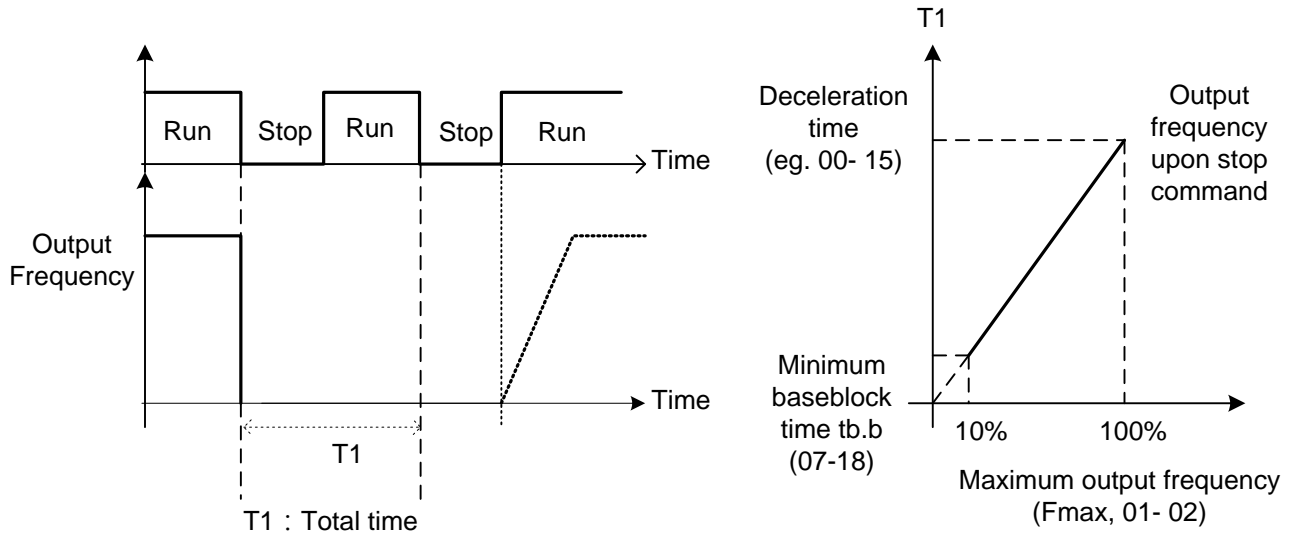 Run
Stop
Run
Stop
Run
Time
Output
Frequency
Time
T1
T1 : Total time
T1
Deceleration
time
(eg. 00- 15)
Output
frequency
upon stop
command
Minimum
baseblock
time tb.b
(07-18)
10%
100%
Maximum output frequency
(Fmax, 01- 02)